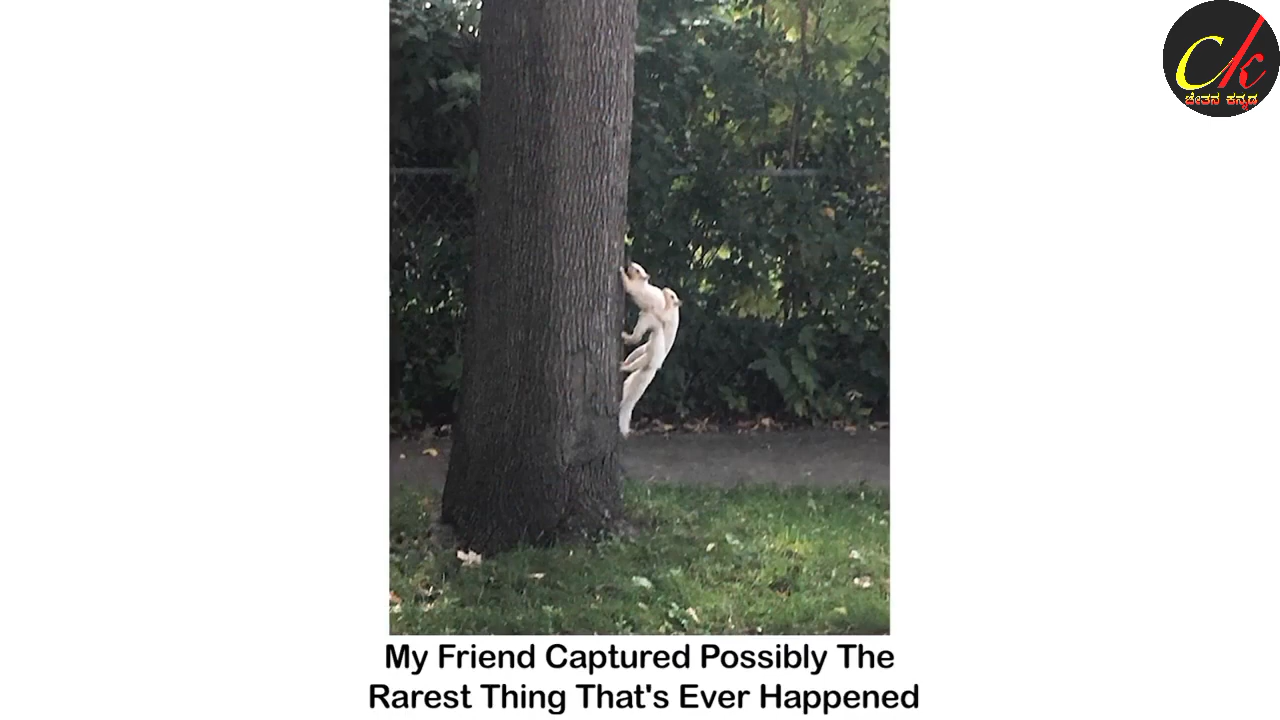 Ck
ಚೇತನ ಕನ್ನಡ
My Friend Captured Possibly The
Rarest Thing That's Ever Happened